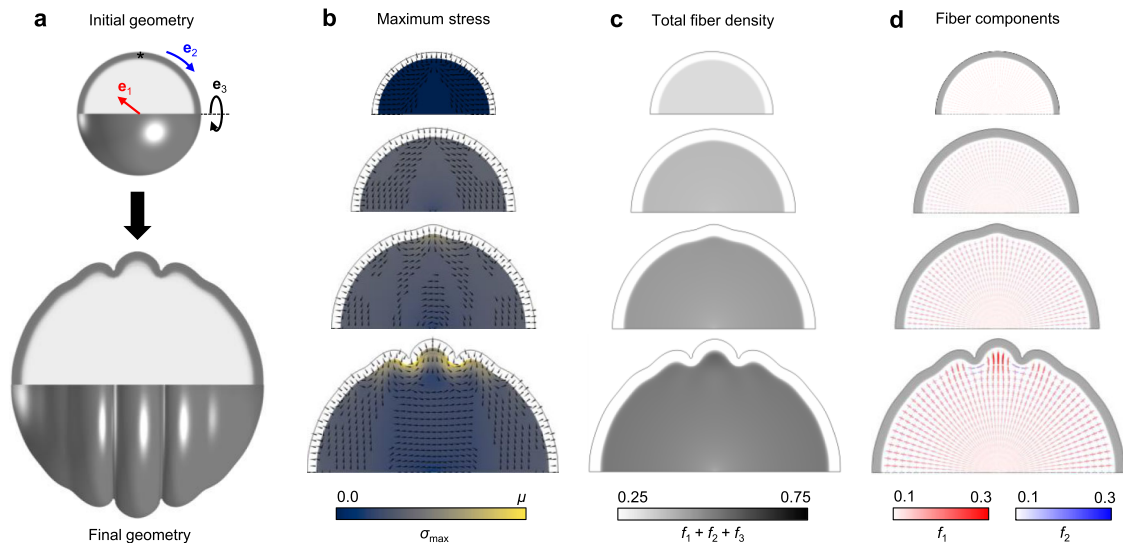 a
Initial geometry
*
e2
e1
e3
Final geometry
b
Maximum stress
0.0
μ
σmax
c
Total fiber density
0.25
0.75
f1 + f2 + f3
d
Fiber components
0.1
0.3
f1
0.1
0.3
f2